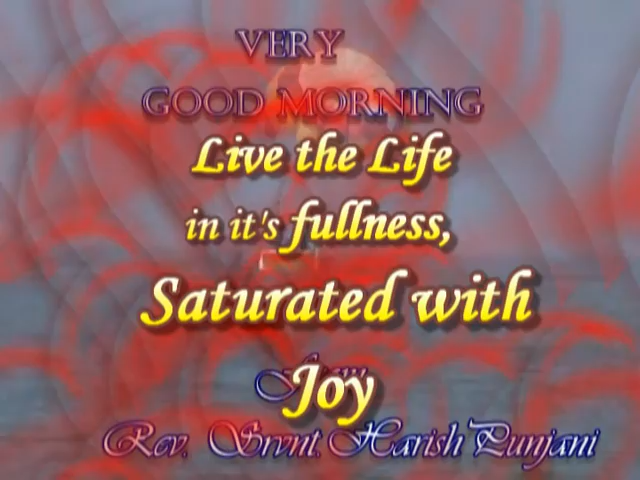 VERY
GOOD MORNING
Live the Life
in it's fullness,
Saturated with
Joy
Rev. Srvnt. Harish Punjani